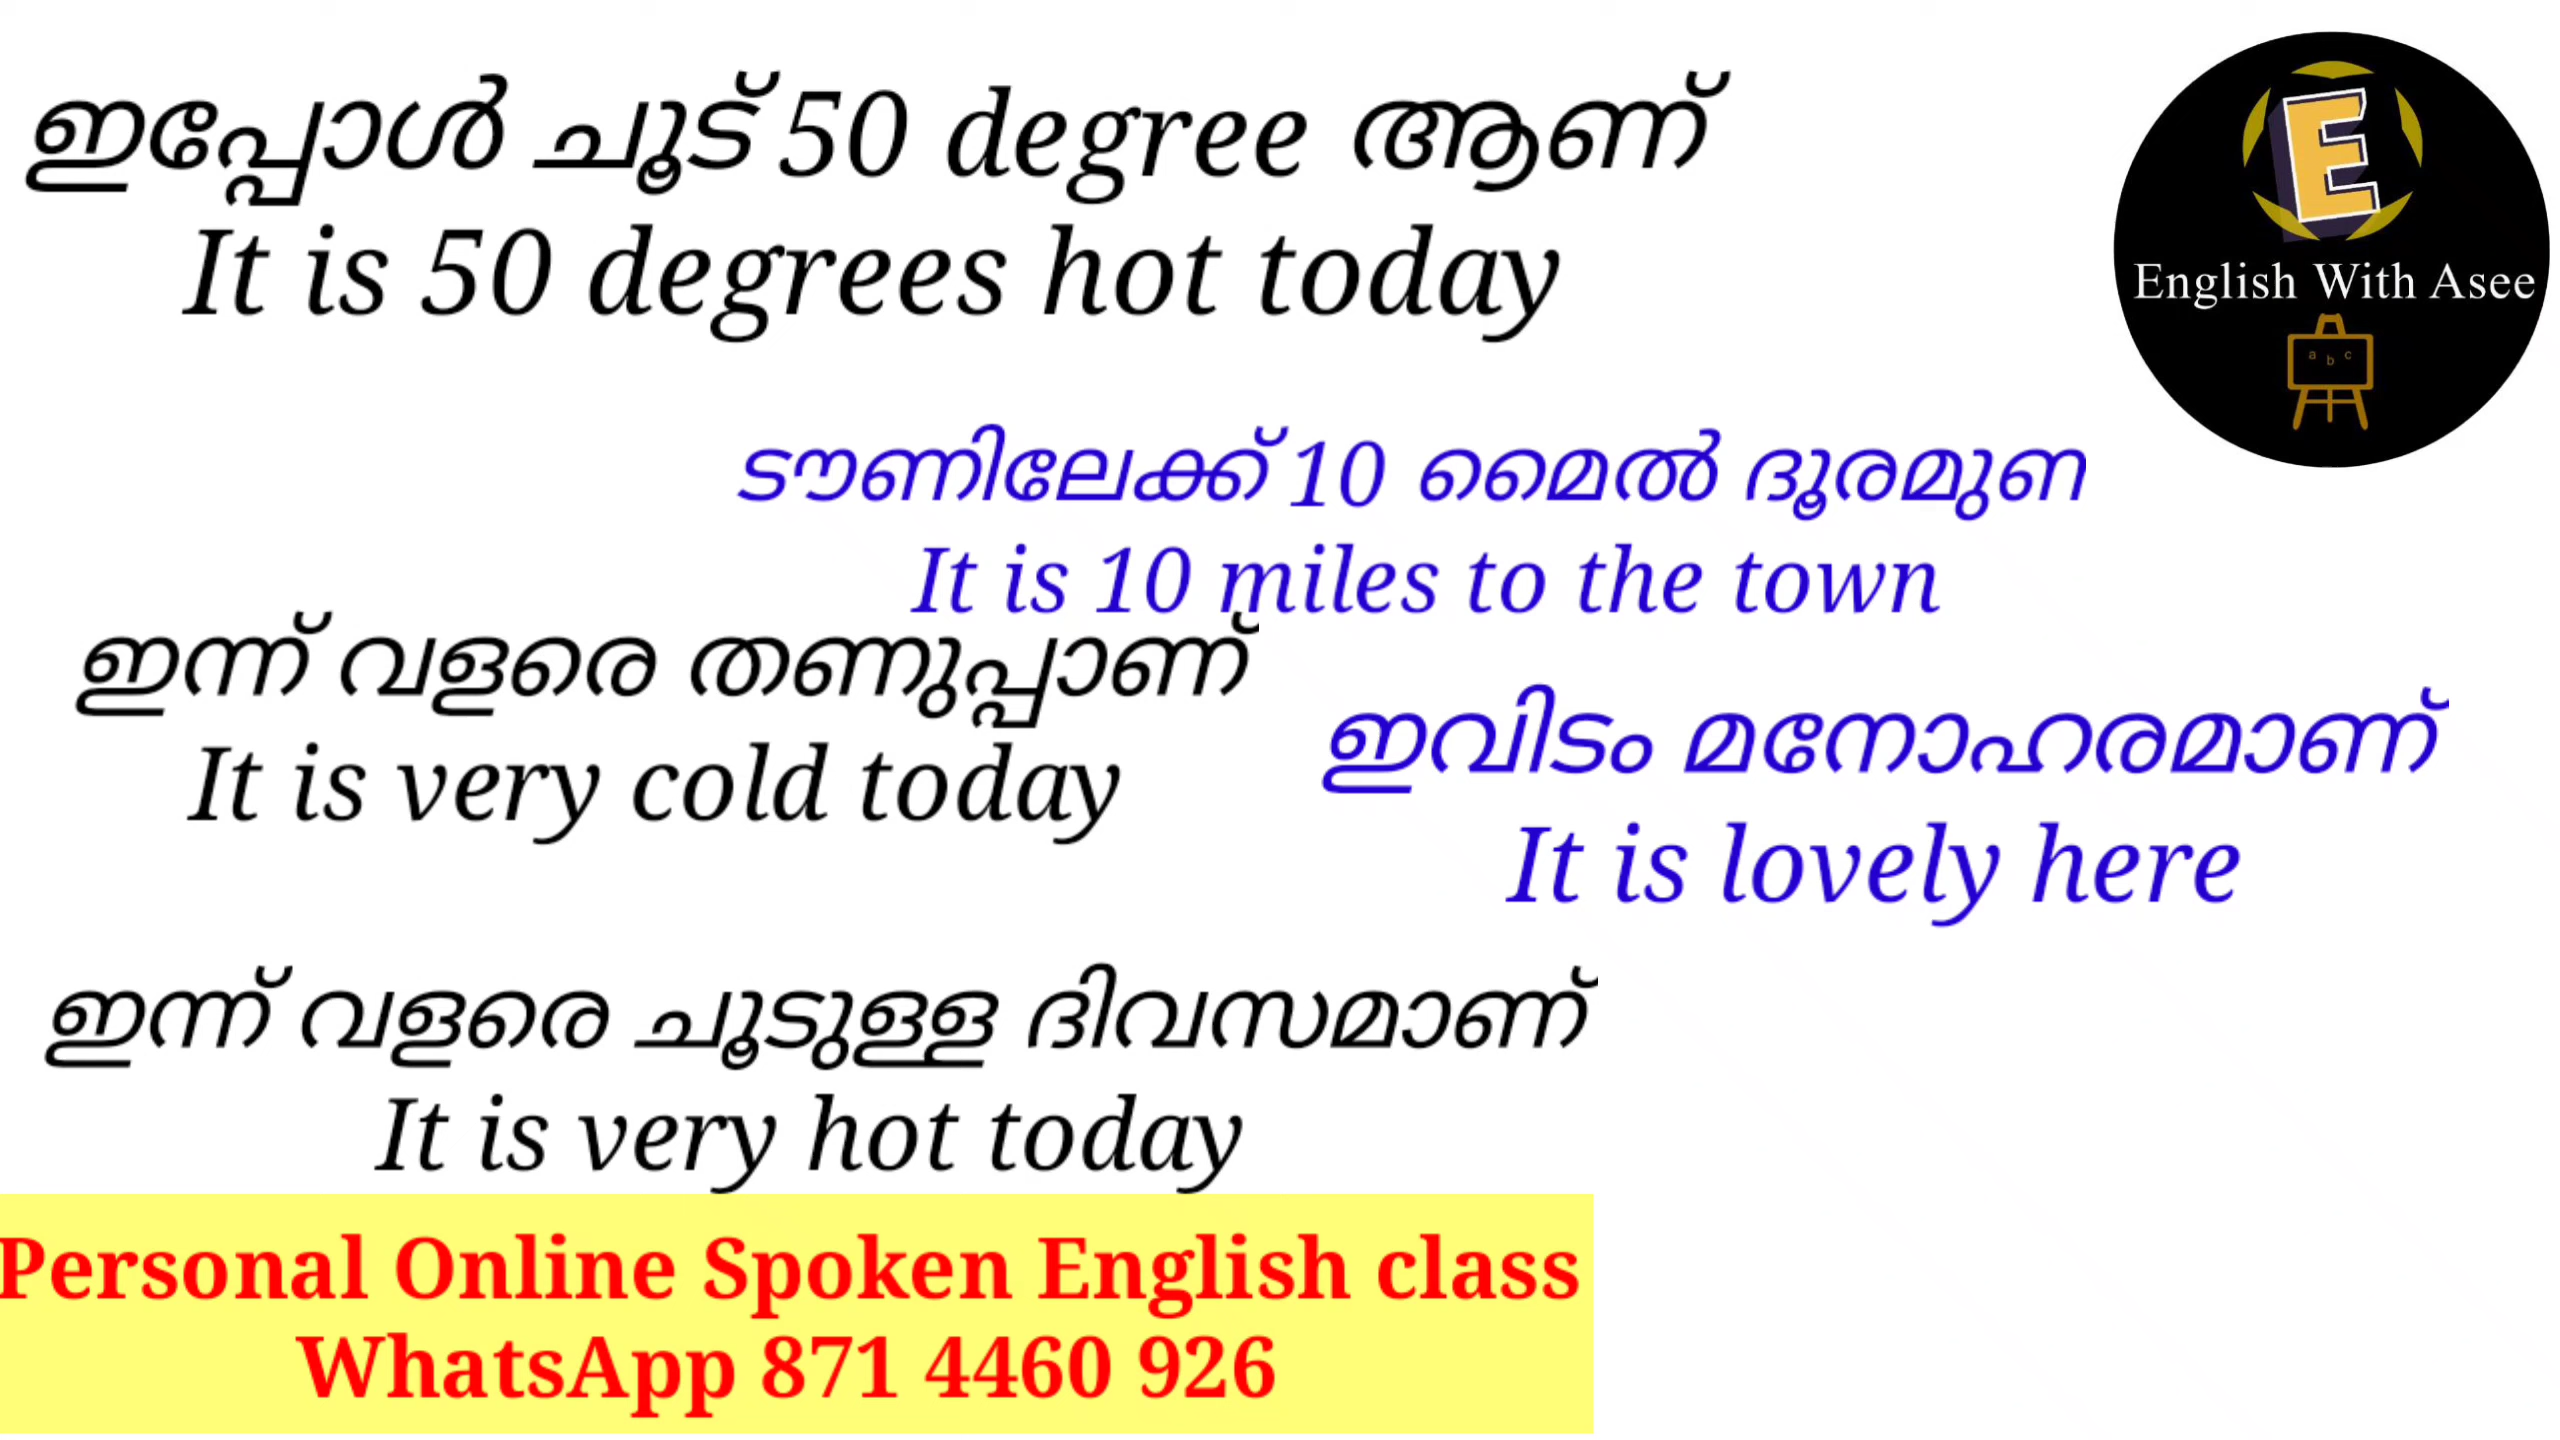 ഇപ്പോൾ ചൂട് 50 degree ആണ്
It is 50 degrees hot today
E
English With Asee
a b c
ടൗണിലേക്ക് 10 മൈൽ ദൂരമുണ
It is 10 miles to the town
ഇന്ന് വളരെ തണുപ്പാണ്
It is very cold today
ഇവിടം മനോഹരമാണ്
It is lovely here
ഇന്ന് വളരെ ചൂടുള്ള ദിവസമാണ്
It is very hot today
Personal Online Spoken English class
WhatsApp 871 4460 926